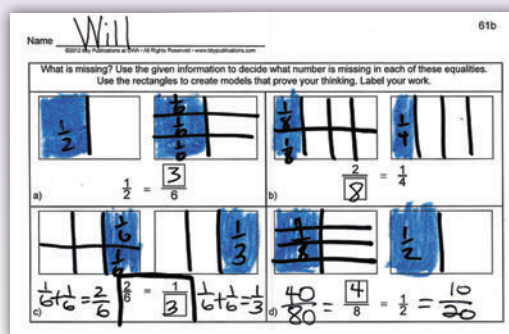 61b
Name Will
©2012 by Publications at DWA • All Rights Reserved • www.bbypublications.com
What is missing? Use the given information to decide what number is missing in each of these equalities.
Use the rectangles to create models that prove your thinking. Label your work.
1/2 1/6 1/6 1/6
a) 1/2 = 3/6
1/8 1/8 1/4
b) 2/8 = 1/4
1/6 1/6 1/3
c) 1/6 + 1/6 = 2/6 2/6 = 1/3 1/6 + 1/6 = 1/3
1/2
d) 40/80 = 4/8 = 1/2 = 10/20